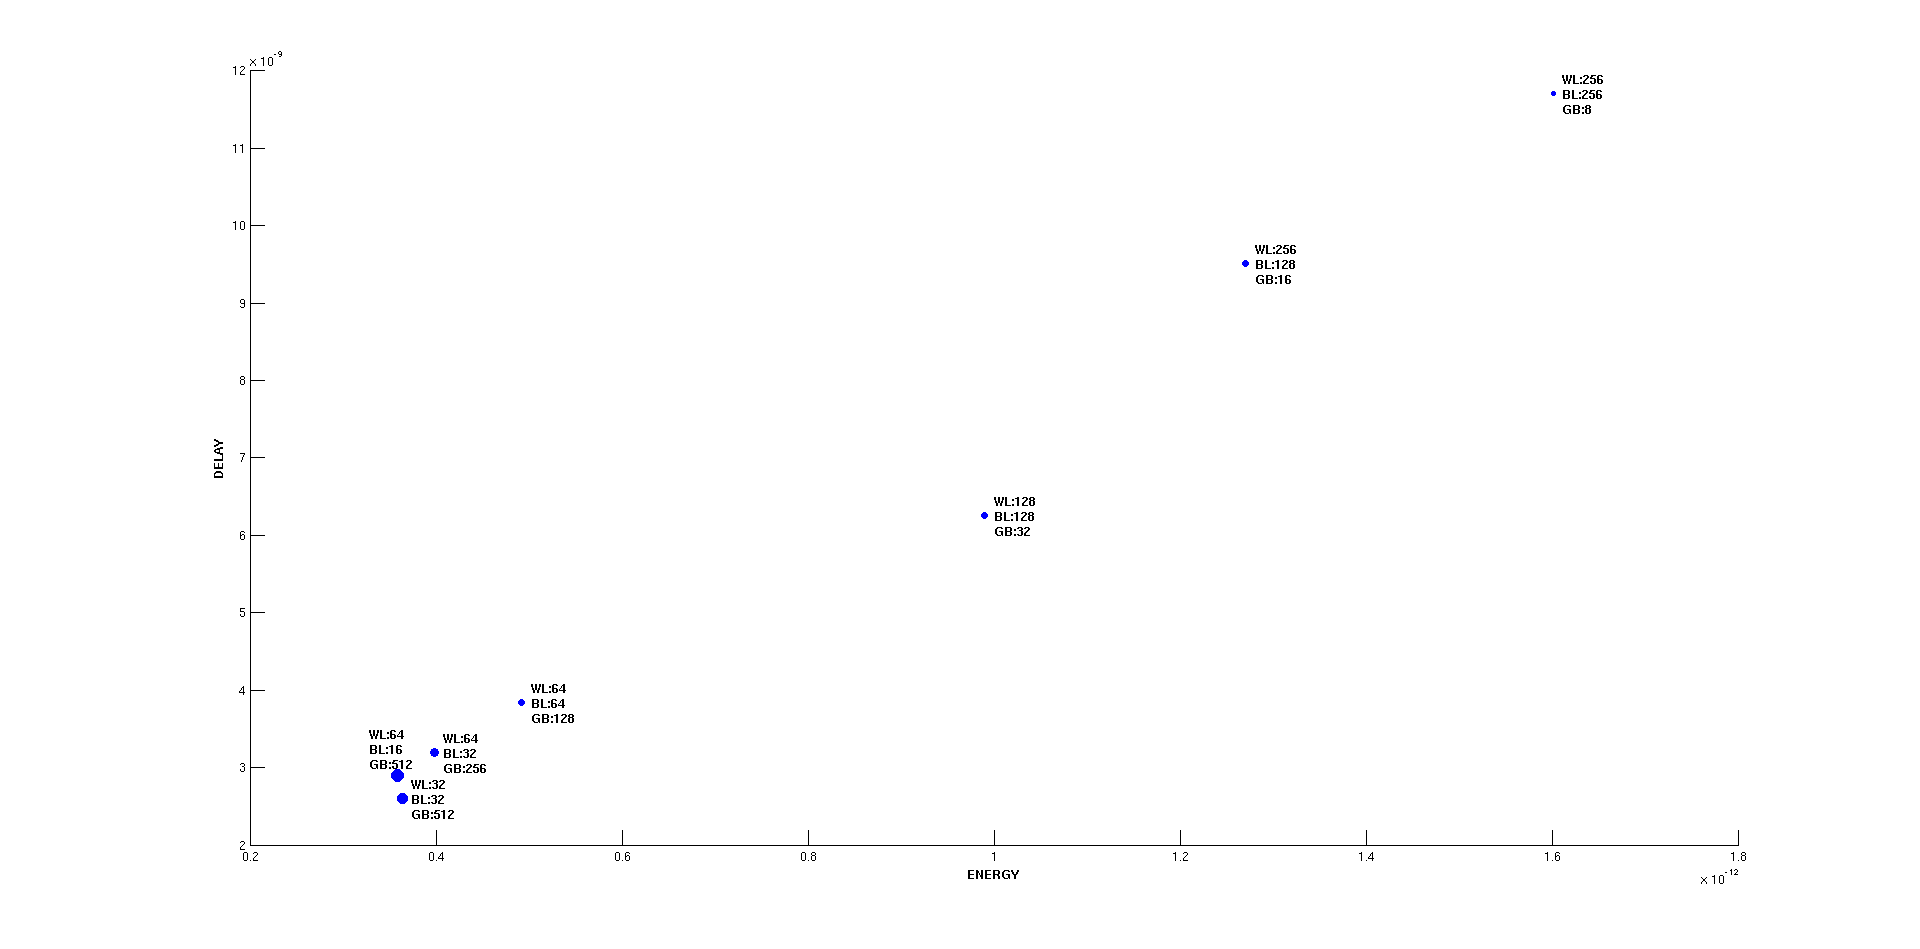 × 10-9
12
11
10
9
8
7
6
5
4
3
2
DELAY
WL:256
BL:256
GB:8
WL:256
BL:128
GB:16
WL:128
BL:128
GB:32
WL:64
BL:64
GB:128
WL:64
BL:16
GB:512
WL:64
BL:32
GB:256
WL:32
BL:32
GB:512
0.2 0.4 0.6 0.8 1 1.2 1.4 1.6 1.8
ENERGY
× 10-12